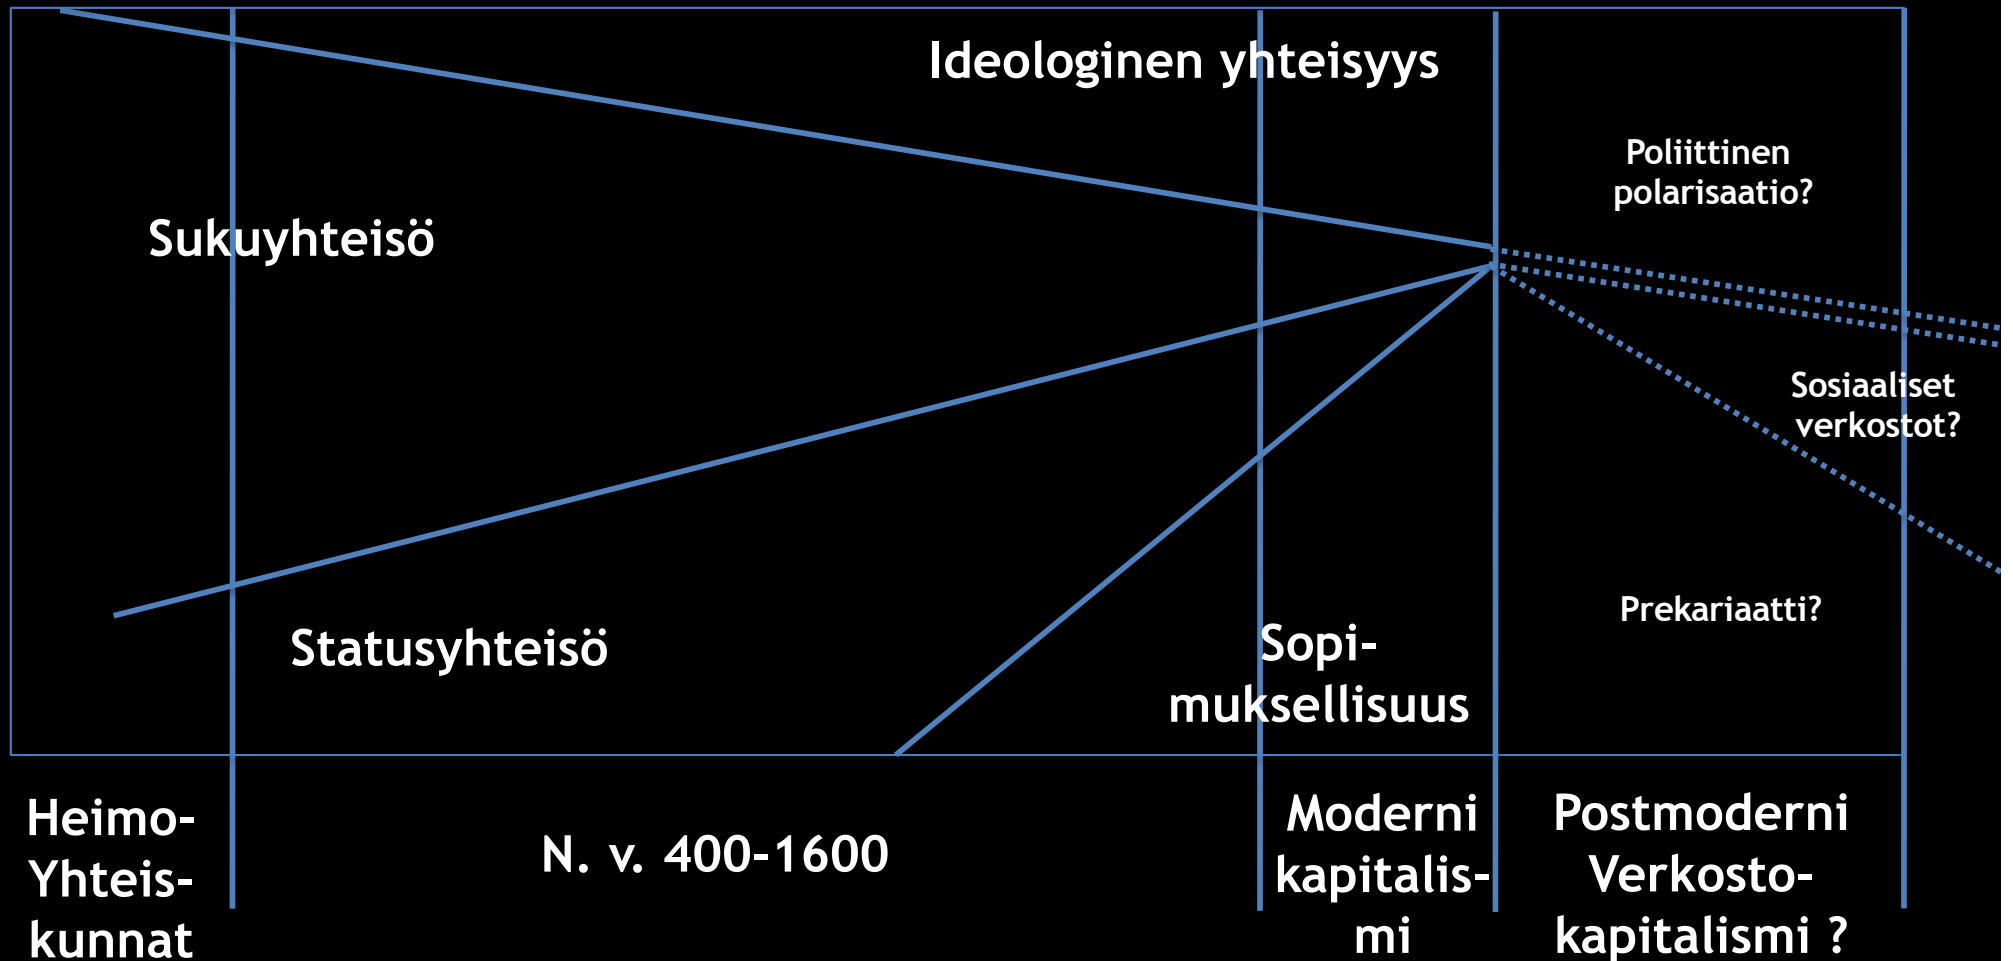 Ideologinen yhteisyys
Poliittinen
polarisaatio?
Sukuyhteisö
Sosiaaliset
verkostot?
Prekariaatti?
Statusyhteisö
Sopi-
muksellisuus
Heimo-
Yhteis-
kunnat
N. v. 400-1600
Moderni
kapitalis-
mi
Postmoderni
Verkosto-
kapitalismi ?